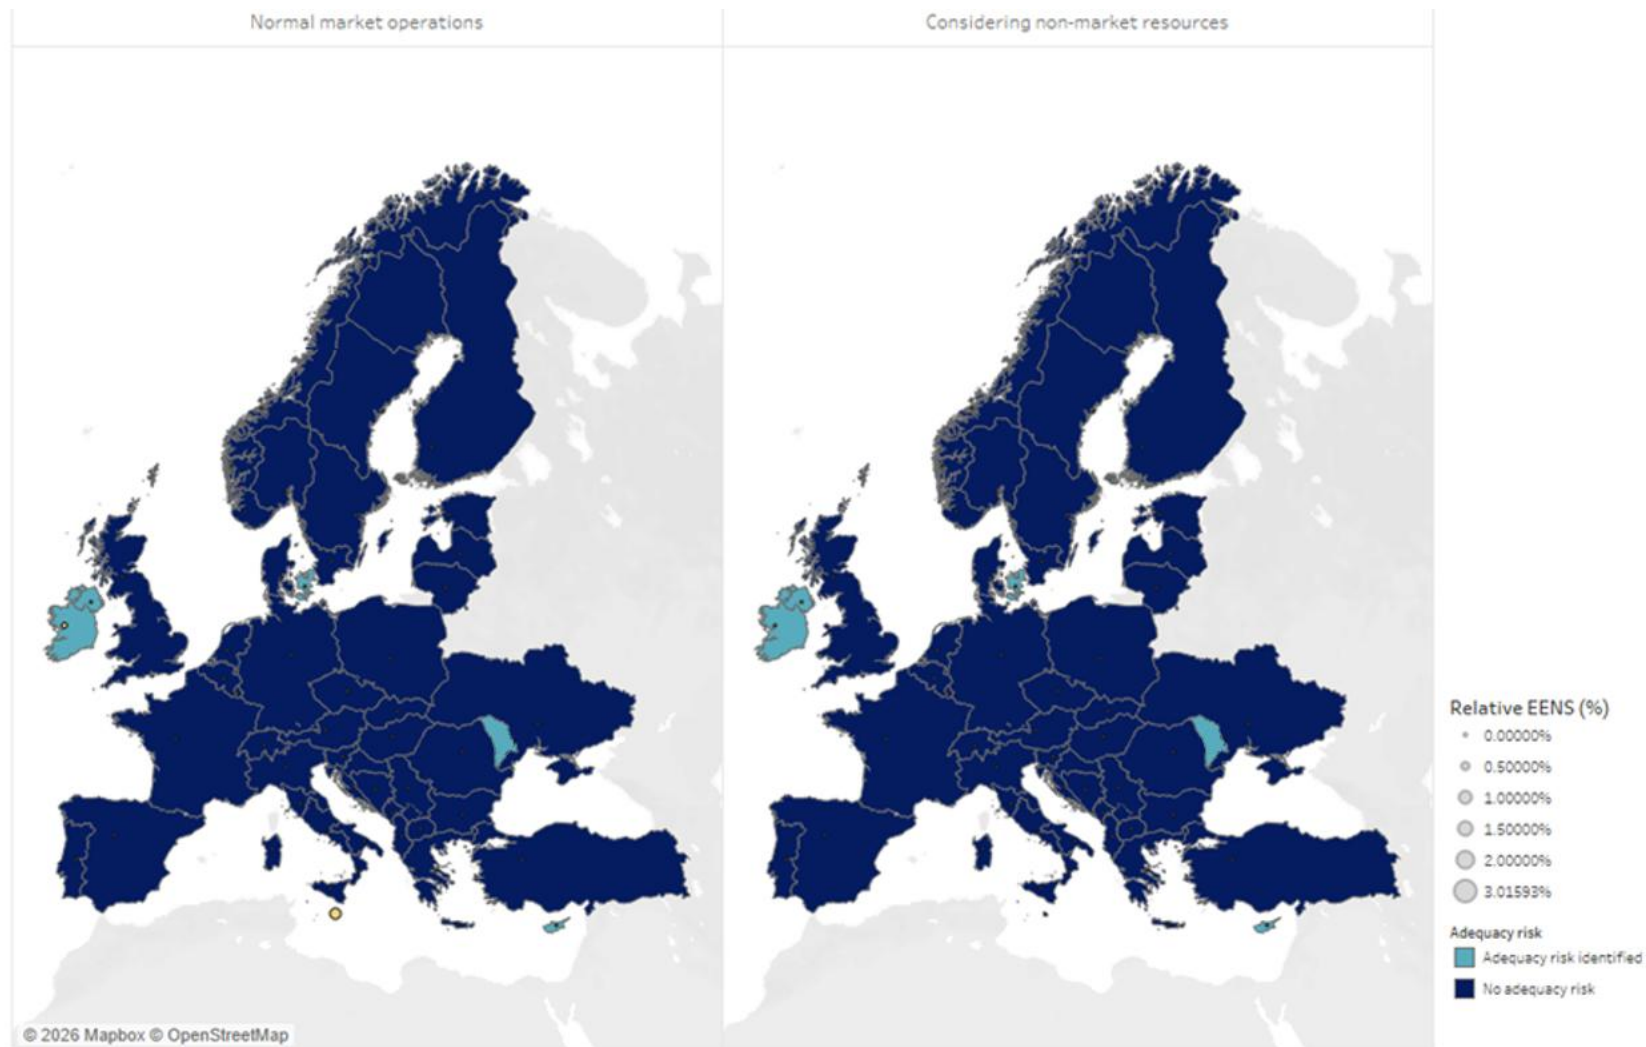 Normal market operations
Considering non-market resources
Relative EENS (%)
0.00000%
0.50000%
1.00000%
1.50000%
2.00000%
3.01593%
Adequacy risk
Adequacy risk identified
No adequacy risk
© 2026 Mapbox © OpenStreetMap